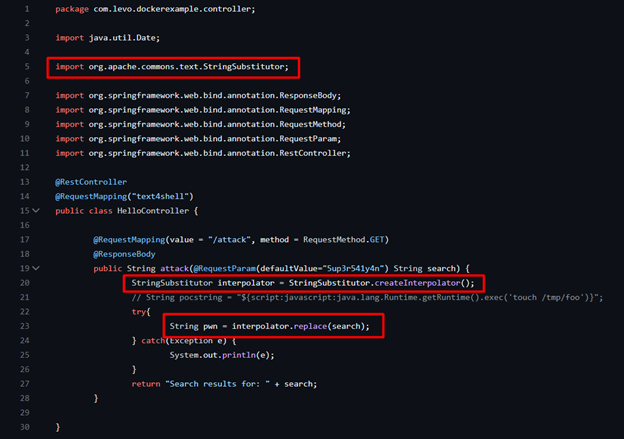 1 package com.levo.dockerexample.controller;
2
3 import java.util.Date;
4
5 import org.apache.commons.text.StringSubstitutor;
6
7 import org.springframework.web.bind.annotation.ResponseBody;
8 import org.springframework.web.bind.annotation.RequestMapping;
9 import org.springframework.web.bind.annotation.RequestMethod;
10 import org.springframework.web.bind.annotation.RequestParam;
11 import org.springframework.web.bind.annotation.RestController;
12
13 @RestController
14 @RequestMapping("text4shell")
15 public class HelloController {
16
17 @RequestMapping(value = "/attack", method = RequestMethod.GET)
18 @ResponseBody
19 public String attack(@RequestParam(defaultValue="5up3r541y4n") String search) {
20 StringSubstitutor interpolator = StringSubstitutor.createInterpolator();
21 // String pocstring = "${script:javascript:java.lang.Runtime.getRuntime().exec('touch /tmp/foo')}";
22 try{
23 String pwn = interpolator.replace(search);
24 } catch(Exception e) {
25 System.out.println(e);
26 }
27 return "Search results for: " + search;
28 }
29
30 }